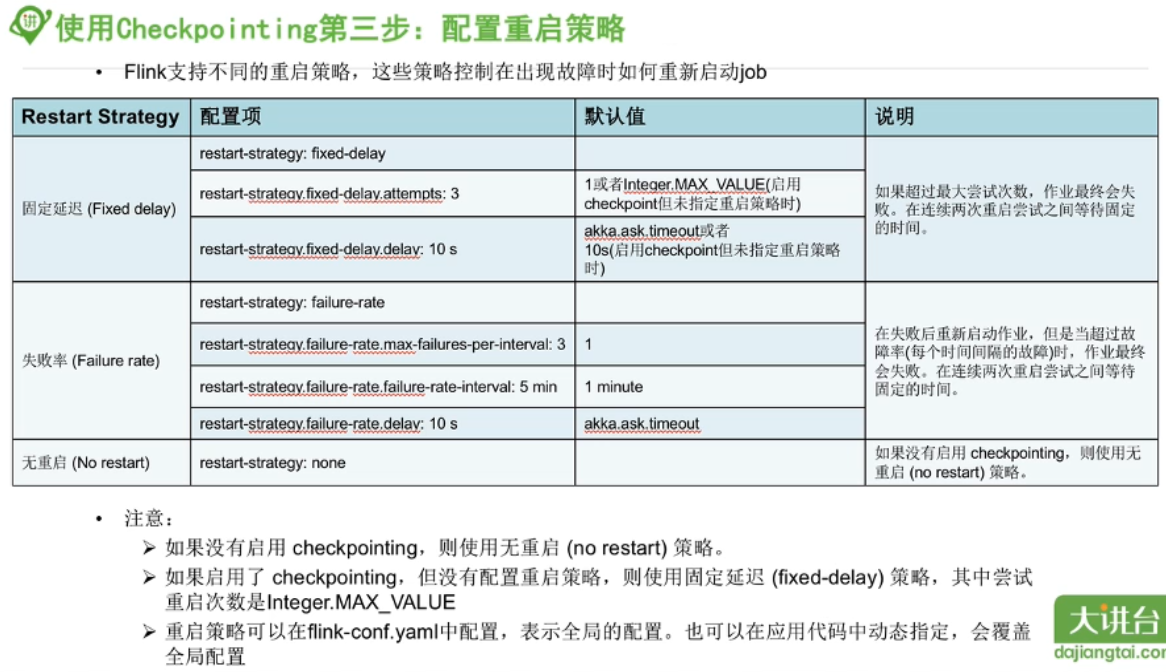 讲
使用Checkpointing第三步：配置重启策略
• Flink支持不同的重启策略，这些策略控制在出现故障时如何重新启动job
Restart Strategy 配置项 默认值 说明
固定延迟 (Fixed delay)
restart-strategy: fixed-delay
restart-strategy.fixed-delay.attempts: 3
1或者Integer.MAX_VALUE(启用
checkpoint但未指定重启策略时)
restart-strategy.fixed-delay.delay: 10 s
akka.ask.timeout或者
10s(启用checkpoint但未指定重启策略
时)
如果超过最大尝试次数，作业最终会失
败。在连续两次重启尝试之间等待固定
的时间。
失败率 (Failure rate)
restart-strategy: failure-rate
restart-strategy.failure-rate.max-failures-per-interval: 3 1
restart-strategy.failure-rate.failure-rate-interval: 5 min 1 minute
restart-strategy.failure-rate.delay: 10 s akka.ask.timeout
在失败后重新启动作业，但是当超过故
障率(每个时间间隔的故障)时，作业最终
会失败。在连续两次重启尝试之间等待
固定的时间。
无重启 (No restart) restart-strategy: none
如果没有启用 checkpointing，则使用无
重启 (no restart) 策略。
• 注意：
➢ 如果没有启用 checkpointing，则使用无重启 (no restart) 策略。
➢ 如果启用了 checkpointing，但没有配置重启策略，则使用固定延迟 (fixed-delay) 策略，其中尝试
重启次数是Integer.MAX_VALUE
➢ 重启策略可以在flink-conf.yaml中配置，表示全局的配置。也可以在应用代码中动态指定，会覆盖
全局配置
大讲台
dajiangtai.com